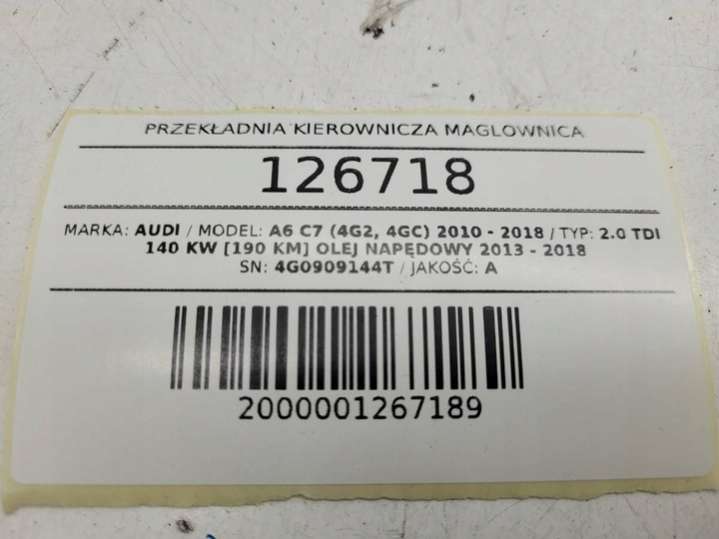 PRZEKŁADNIA KIEROWNICZA MAGLOWNICA
126718
MARKA: AUDI / MODEL: A6 C7 (4G2, 4GC) 2010 - 2018 / TYP: 2.0 TDI
140 KW [190 KM] OLEJ NAPĘDOWY 2013 - 2018
SN: 4G0909144T / JAKOŚĆ: A
2000001267189